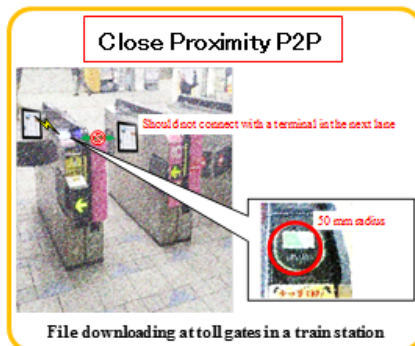 Close Proximity P2P
Should not connect with a terminal in the next lane
50 mm radius
File downloading at toll gates in a train station